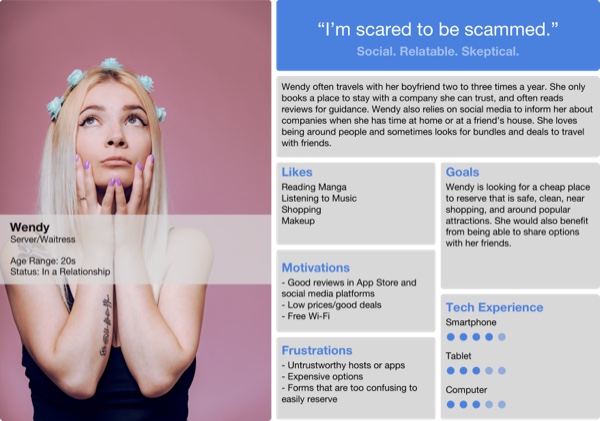 “I’m scared to be scammed.”
Social. Relatable. Skeptical.
Wendy often travels with her boyfriend two to three times a year. She only
books a place to stay with a company she can trust, and often reads
reviews for guidance. Wendy also relies on social media to inform her about
companies when she has time at home or at a friend’s house. She loves
being around people and sometimes looks for bundles and deals to travel
with friends.
Wendy
Server/Waitress
Age Range: 20s
Status: In a Relationship
Likes
Reading Manga
Listening to Music
Shopping
Makeup
Motivations
- Good reviews in App Store and
social media platforms
- Low prices/good deals
- Free Wi-Fi
Frustrations
- Untrustworthy hosts or apps
- Expensive options
- Forms that are too confusing to
easily reserve
Goals
Wendy is looking for a cheap place
to reserve that is safe, clean, near
shopping, and around popular
attractions. She would also benefit
from being able to share options
with her friends.
Tech Experience
Smartphone
Tablet
Computer